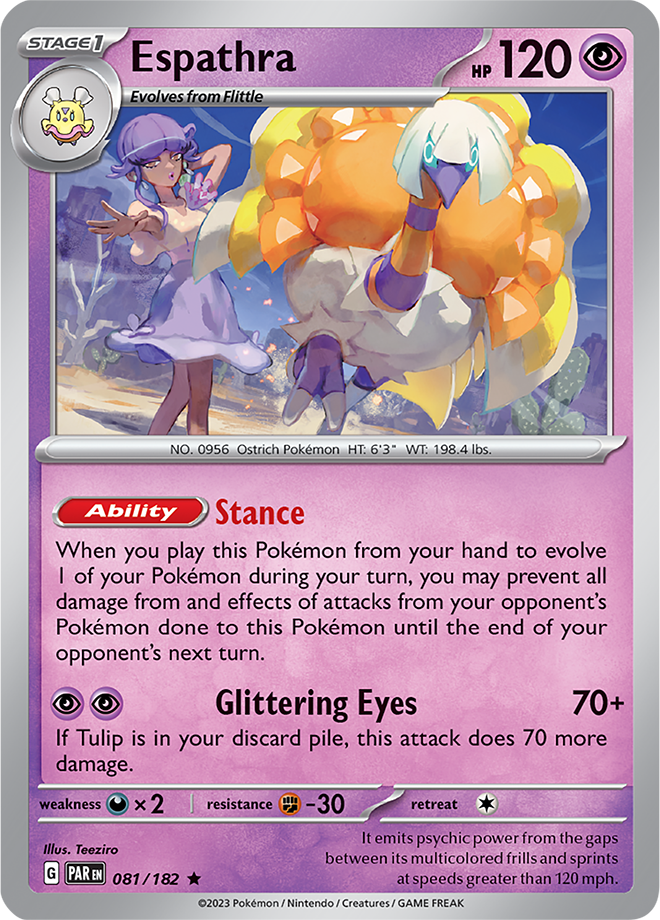 STAGE 1
Espathra
HP 120
Evolves from Flittle
NO. 0956 Ostrich Pokémon HT: 6'3" WT: 198.4 lbs.
Ability Stance
When you play this Pokémon from your hand to evolve
1 of your Pokémon during your turn, you may prevent all
damage from and effects of attacks from your opponent's
Pokémon done to this Pokémon until the end of your
opponent's next turn.
Glittering Eyes 70+
If Tulip is in your discard pile, this attack does 70 more
damage.
weakness ×2 resistance -30 retreat
Illus. Teeziro
G PAR EN 081/182 ★
It emits psychic power from the gaps
between its multicolored frills and sprints
at speeds greater than 120 mph.
©2023 Pokémon / Nintendo / Creatures / GAME FREAK